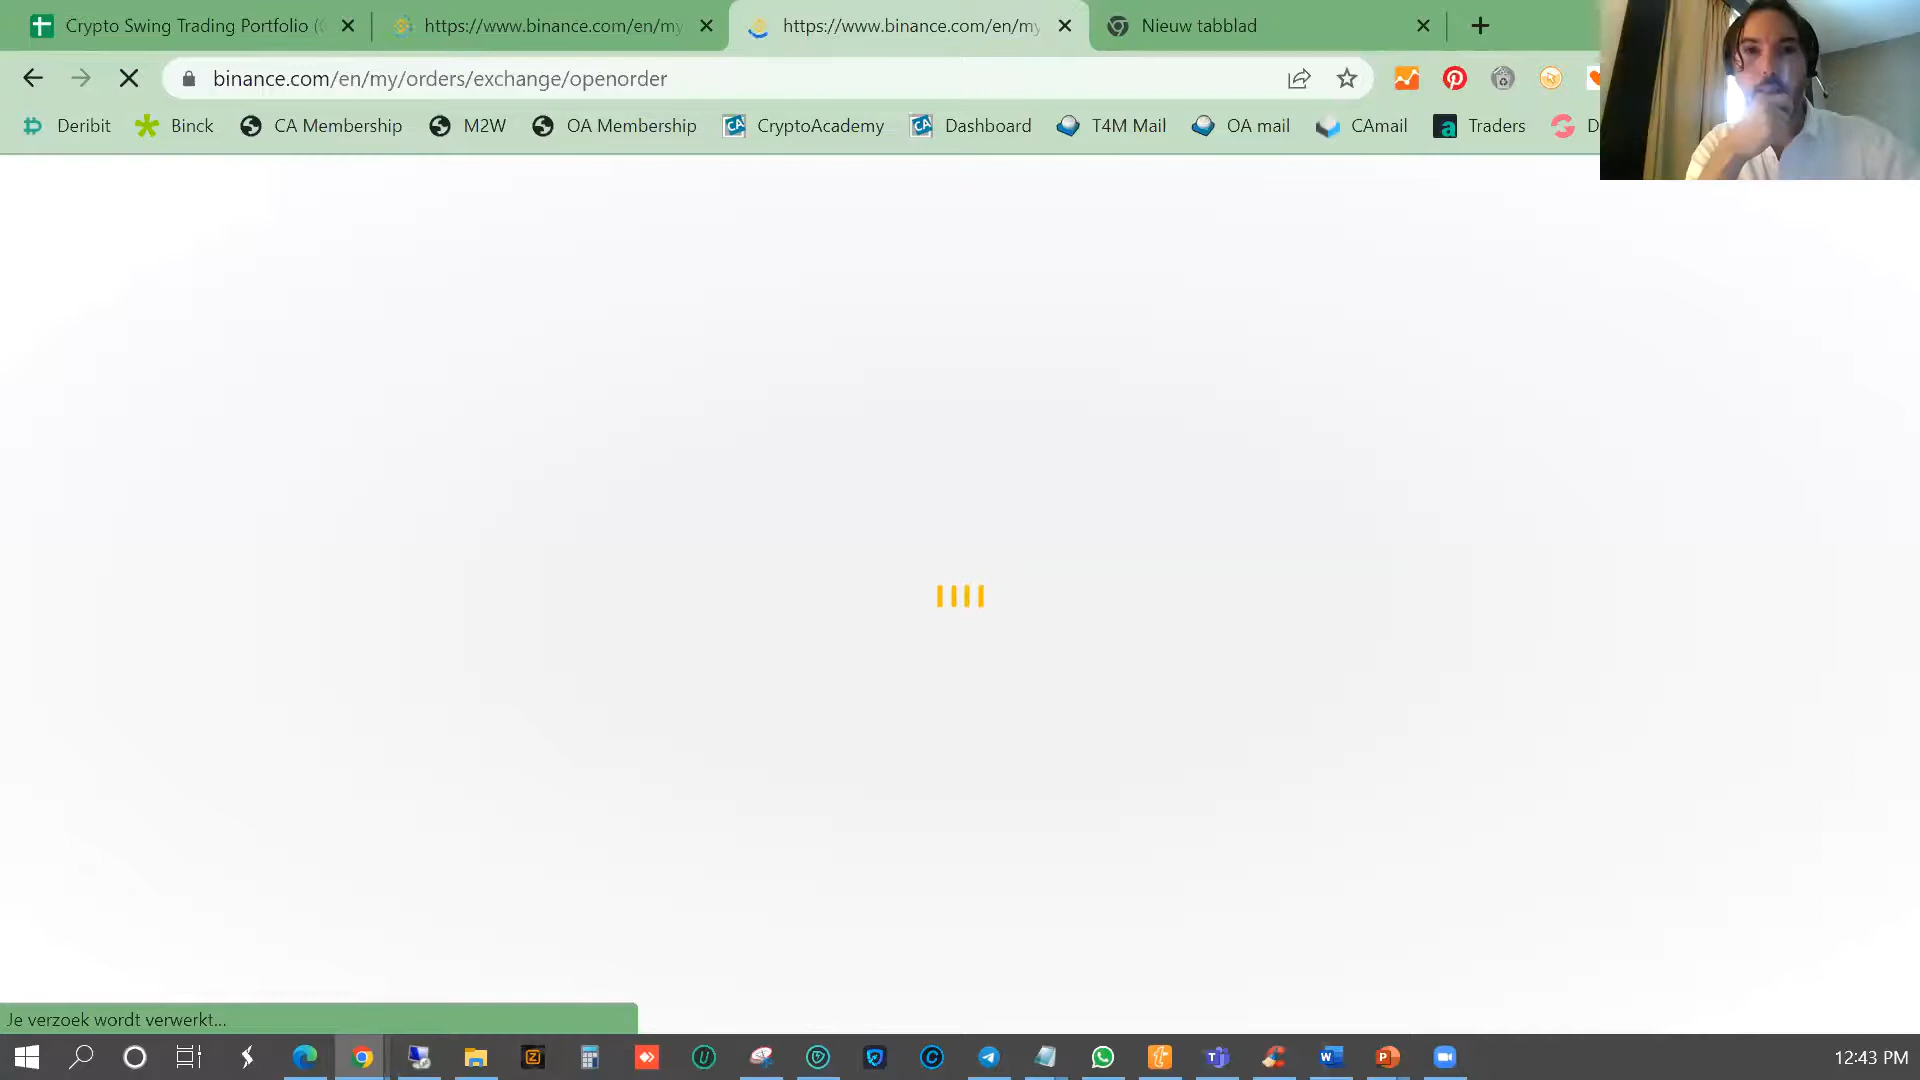 Crypto Swing Trading Portfolio (
https://www.binance.com/en/my
https://www.binance.com/en/my
Nieuw tabblad
binance.com/en/my/orders/exchange/openorder
Deribit
Binck
CA Membership
M2W
OA Membership
CA
CryptoAcademy
CA
Dashboard
T4M Mail
OA mail
CAmail
a
Traders
D
Je verzoek wordt verwerkt...
12:43 PM